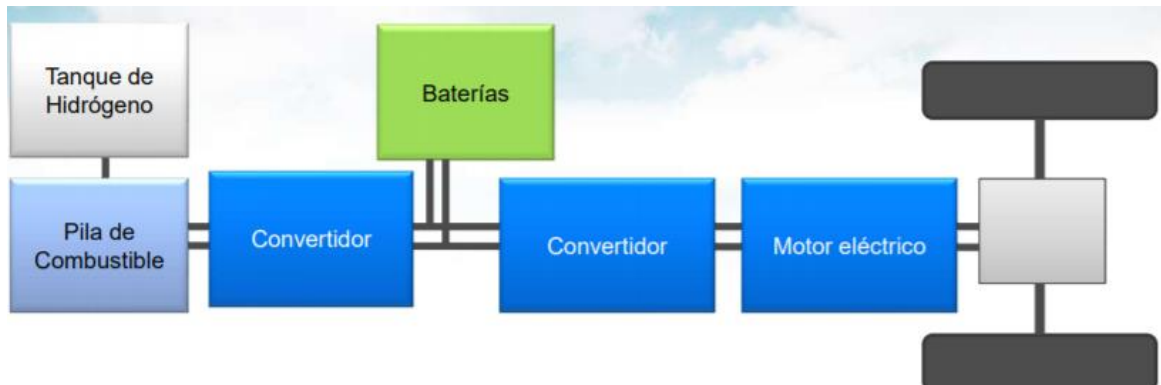 Tanque de
Hidrógeno
Baterías
Pila de
Combustible
Convertidor
Convertidor
Motor eléctrico